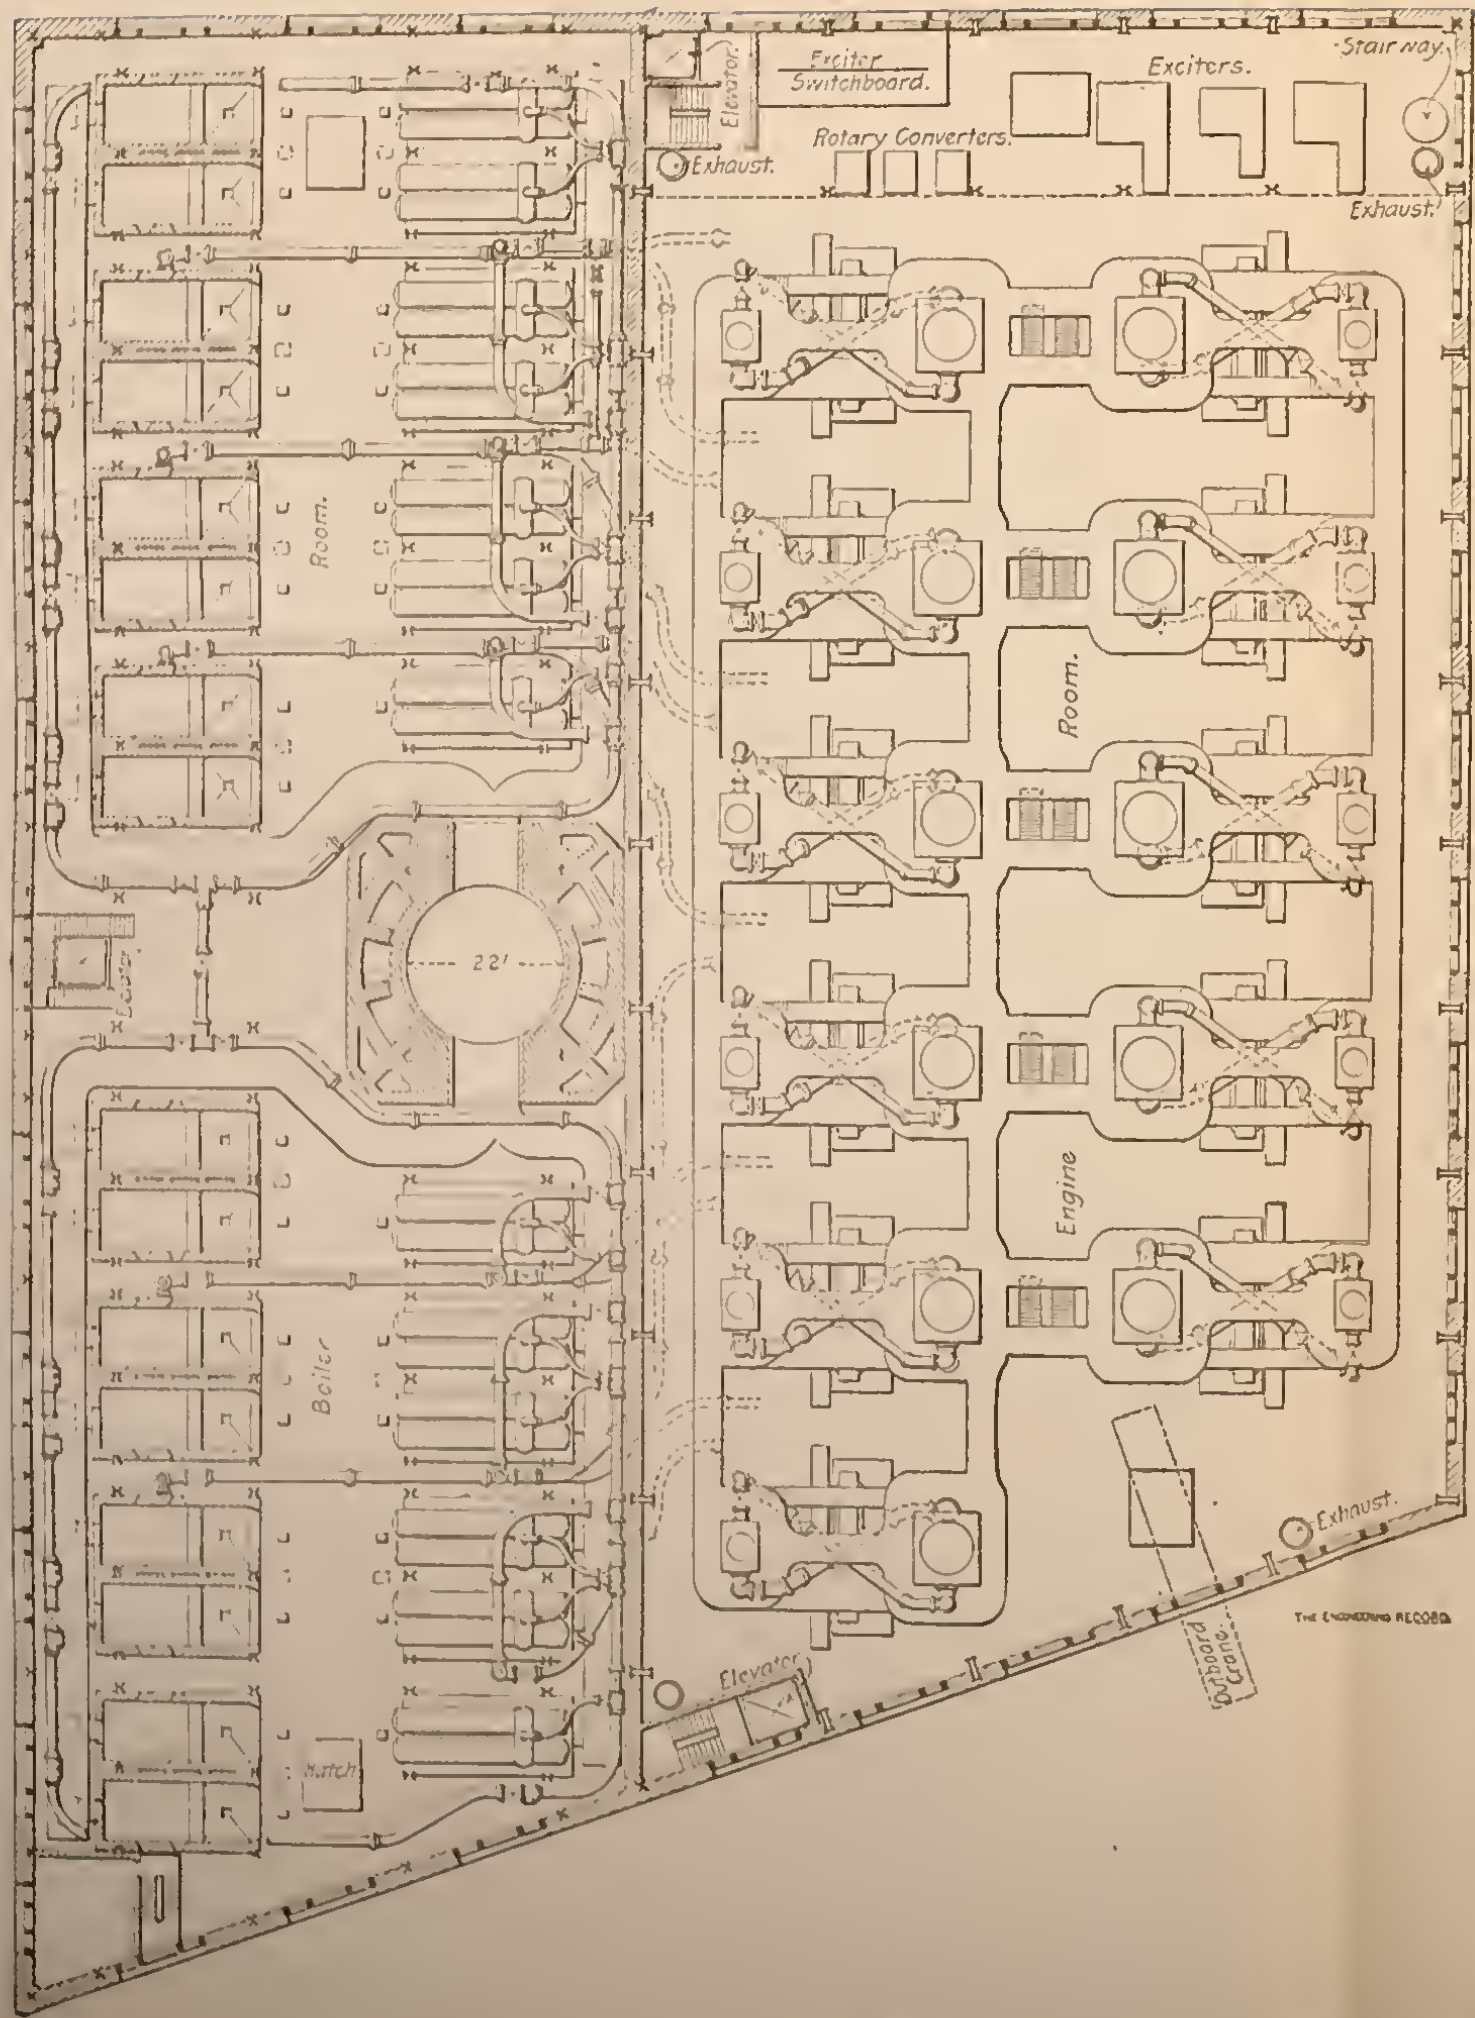 Stairway.
Elevator.
Exciter
Switchboard.
Exciters.
Rotary Converters.
Exhaust.
Exhaust.
Room.
Room.
22'
Engine
Boiler
Exhaust.
THE ENGINEERING RECORD.
Outboard
Crane.
Elevator
Hatch